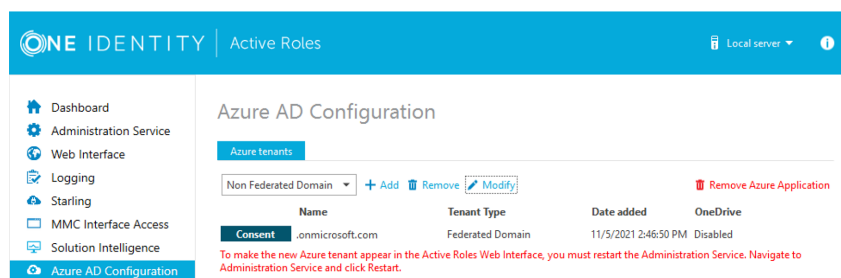 ONE IDENTITY Active Roles Local server
Dashboard
Administration Service
Web Interface
Logging
Starling
MMC Interface Access
Solution Intelligence
Azure AD Configuration
Azure AD Configuration
Azure tenants
Non Federated Domain Add Remove Modify Remove Azure Application
Name Tenant Type Date added OneDrive
Consent .onmicrosoft.com Federated Domain 11/5/2021 2:46:50 PM Disabled
To make the new Azure tenant appear in the Active Roles Web Interface, you must restart the Administration Service. Navigate to
Administration Service and click Restart.